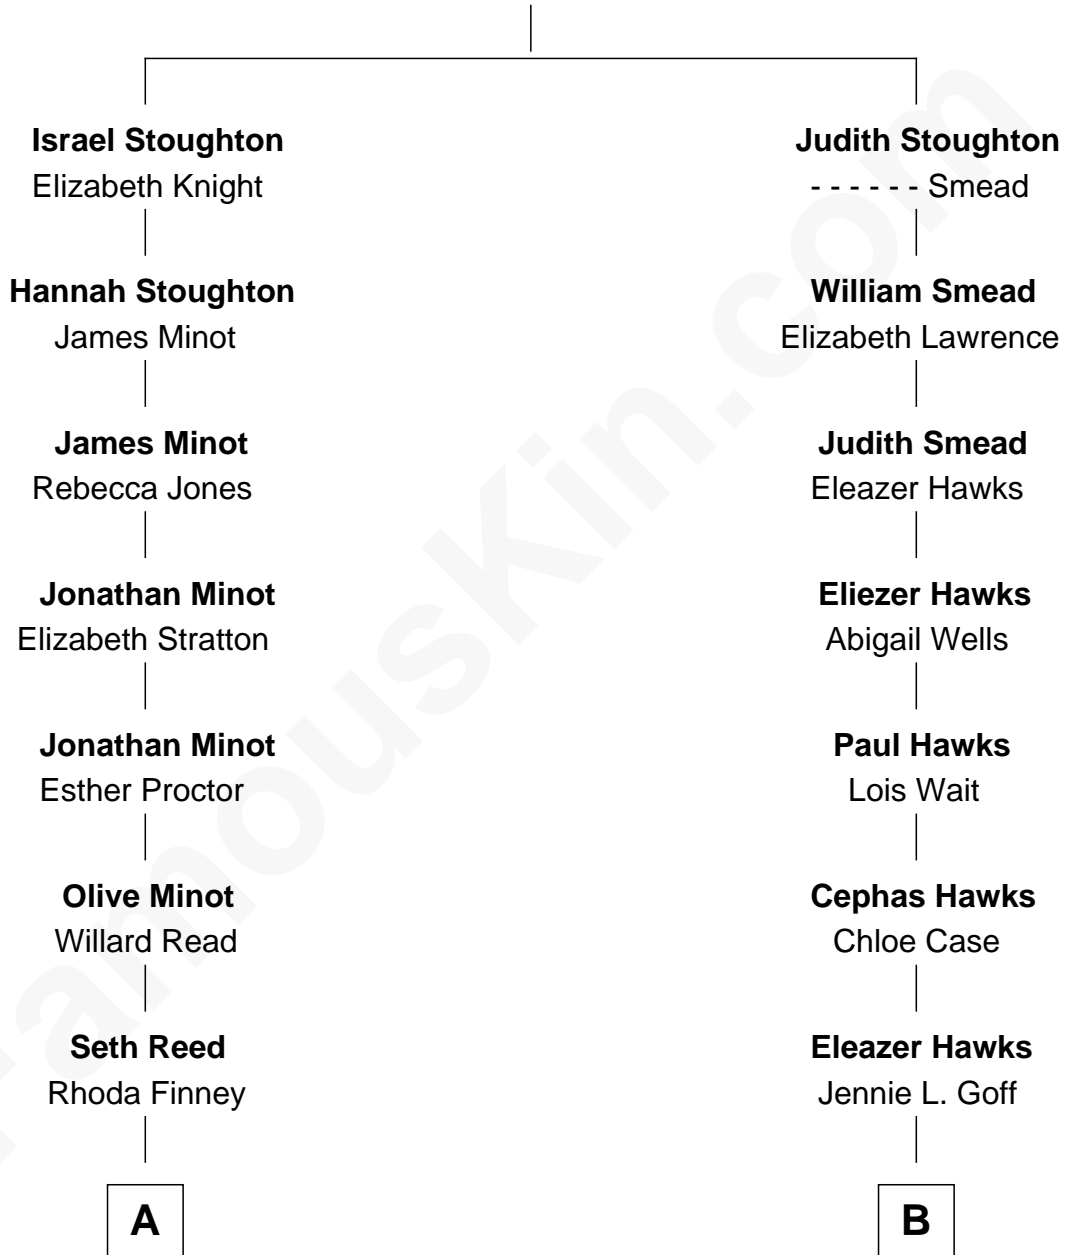 Israel Stoughton
Elizabeth Knight
Hannah Stoughton
James Minot
James Minot
Rebecca Jones
Jonathan Minot
Elizabeth Stratton
Jonathan Minot
Esther Proctor
Olive Minot
Willard Read
Seth Reed
Rhoda Finney
A
Judith Stoughton
- - - - - - Smead
William Smead
Elizabeth Lawrence
Judith Smead
Eleazer Hawks
Eliezer Hawks
Abigail Wells
Paul Hawks
Lois Wait
Cephas Hawks
Chloe Case
Eleazer Hawks
Jennie L. Goff
B
FamousKin.com